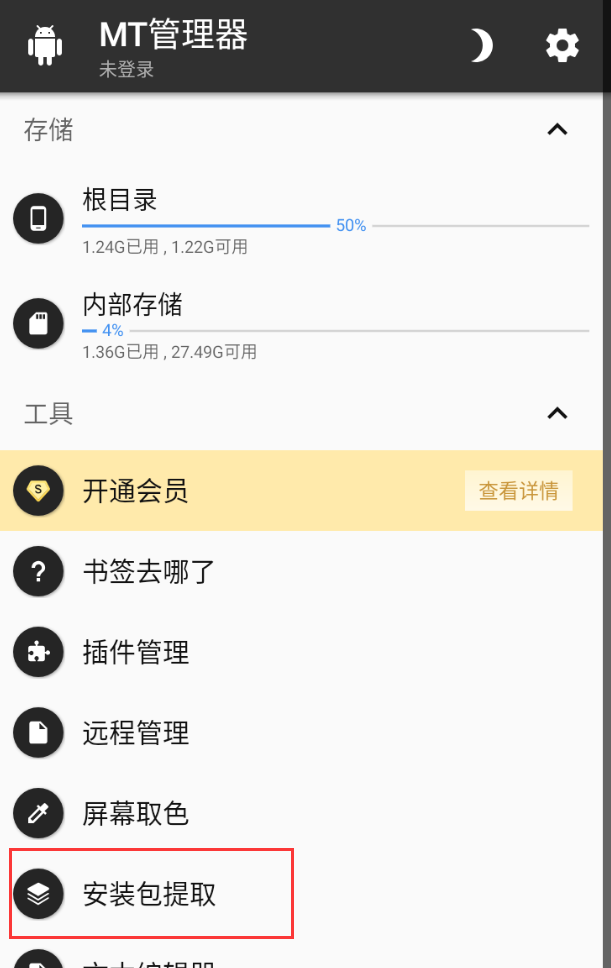 MT管理器
未登录
存储
根目录
50%
1.24G已用 , 1.22G可用
内部存储
4%
1.36G已用 , 27.49G可用
工具
S
开通会员
查看详情
?
书签去哪了
插件管理
远程管理
屏幕取色
安装包提取